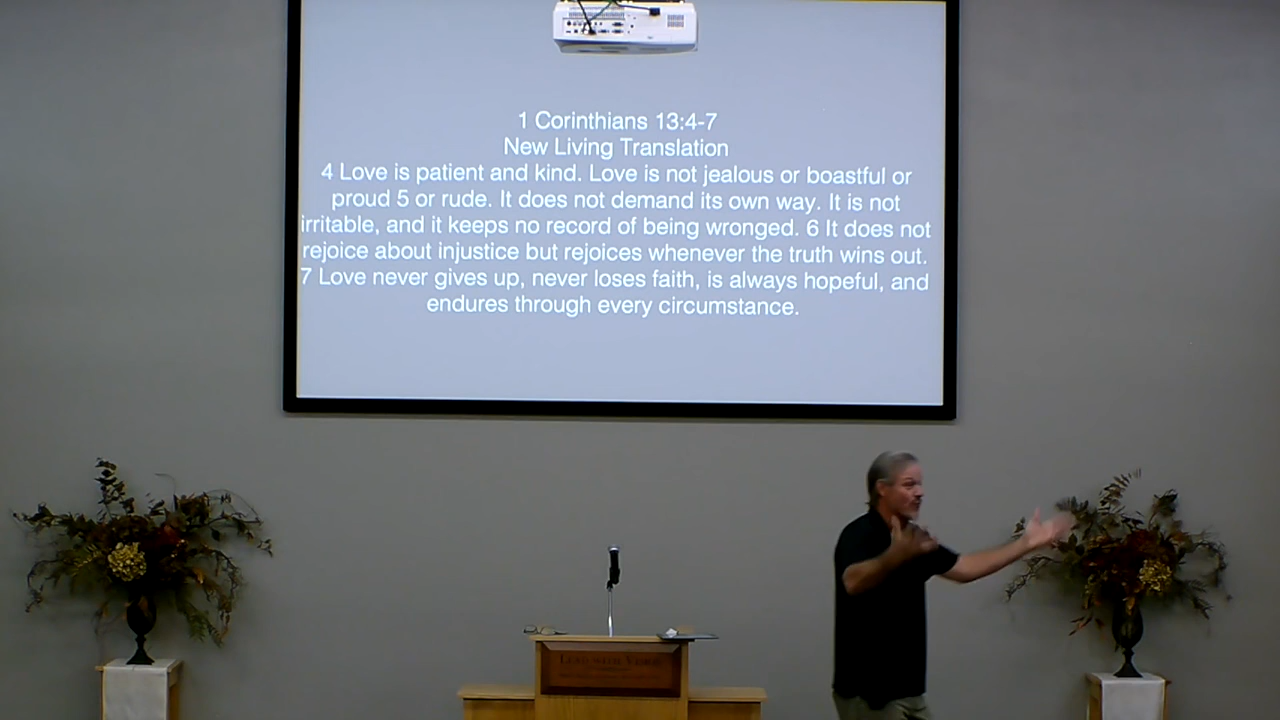 1 Corinthians 13:4-7
New Living Translation
4 Love is patient and kind. Love is not jealous or boastful or
proud 5 or rude. It does not demand its own way. It is not
irritable, and it keeps no record of being wronged. 6 It does not
rejoice about injustice but rejoices whenever the truth wins out.
7 Love never gives up, never loses faith, is always hopeful, and
endures through every circumstance.